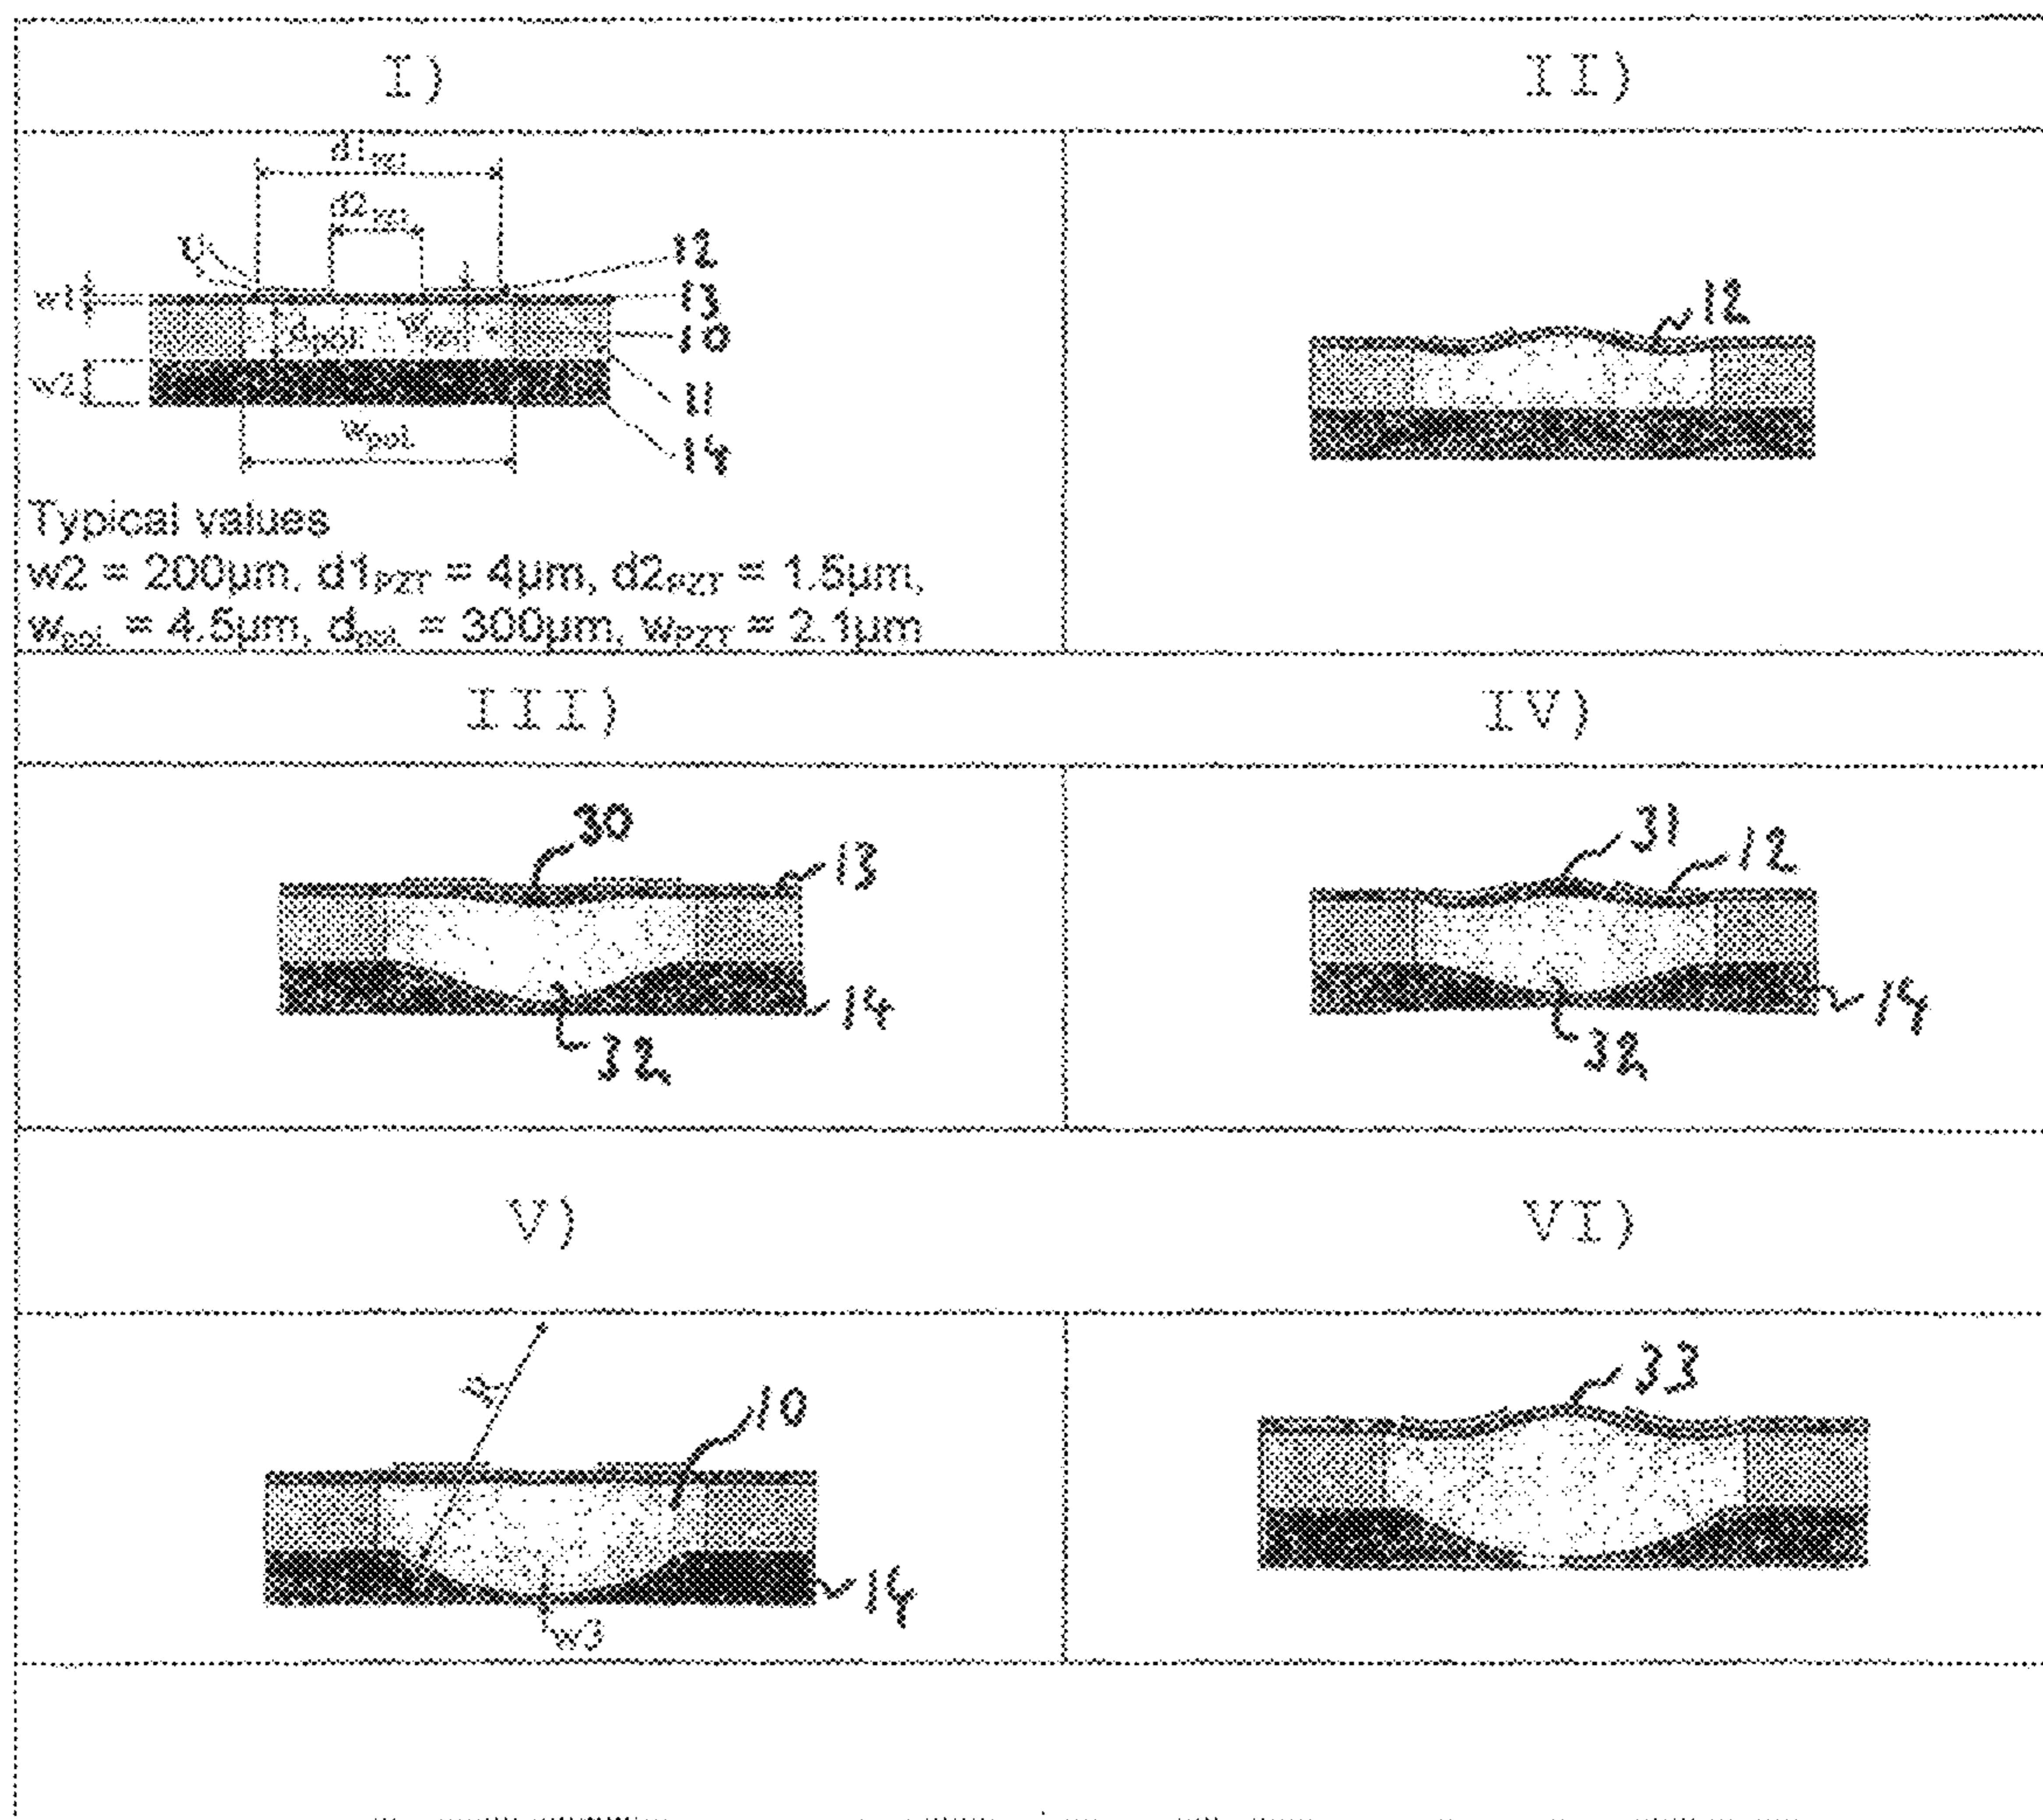 I)
II)
d1PZT
d2PZT
U
12
w1
13
dpol.
wPZT
10
w2
11
wpol.
14
Typical values
w2 = 200µm, d1PZT = 4µm, d2PZT = 1.5µm,
wpol. = 4.5µm, dpol. = 300µm, wPZT = 2.1µm
12
III)
IV)
30
13
14
32
31
12
14
32
V)
VI)
R
10
14
w3
33